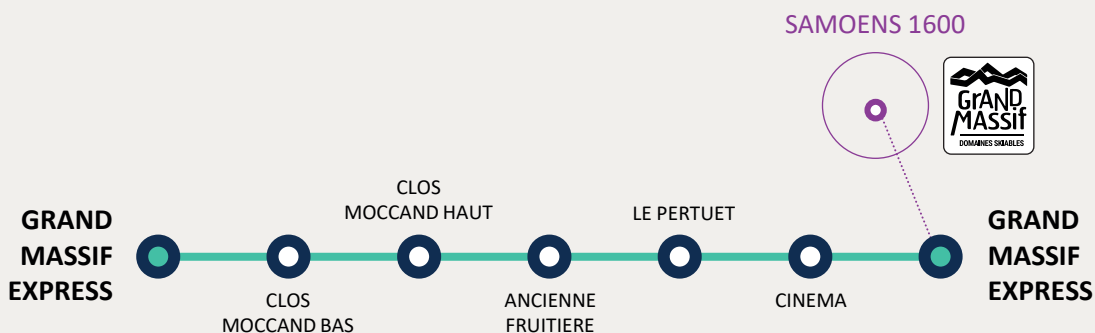 SAMOENS 1600
GRAND
MASSIF
DOMAINES SKIABLES
GRAND
MASSIF
EXPRESS
CLOS
MOCCAND BAS
CLOS
MOCCAND HAUT
ANCIENNE
FRUITIERE
LE PERTUET
CINEMA
GRAND
MASSIF
EXPRESS